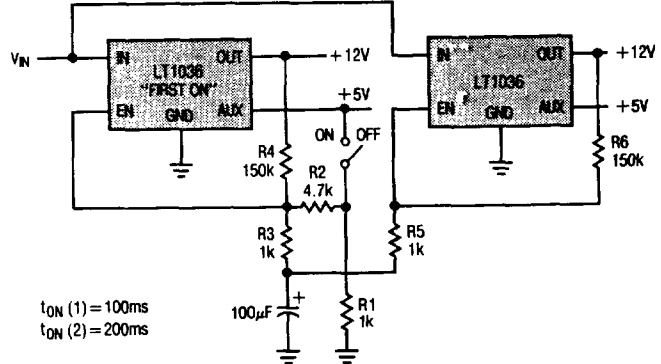 V_IN
IN
OUT
+12V
LT1036
"FIRST ON"
+5V
EN
GND
AUX
ON OFF
R4
150k
R2
4.7k
R3
1k
100μF
+
R1
1k
IN
OUT
+12V
LT1036
EN
GND
AUX
+5V
R6
150k
R5
1k
t_ON (1) = 100ms
t_ON (2) = 200ms